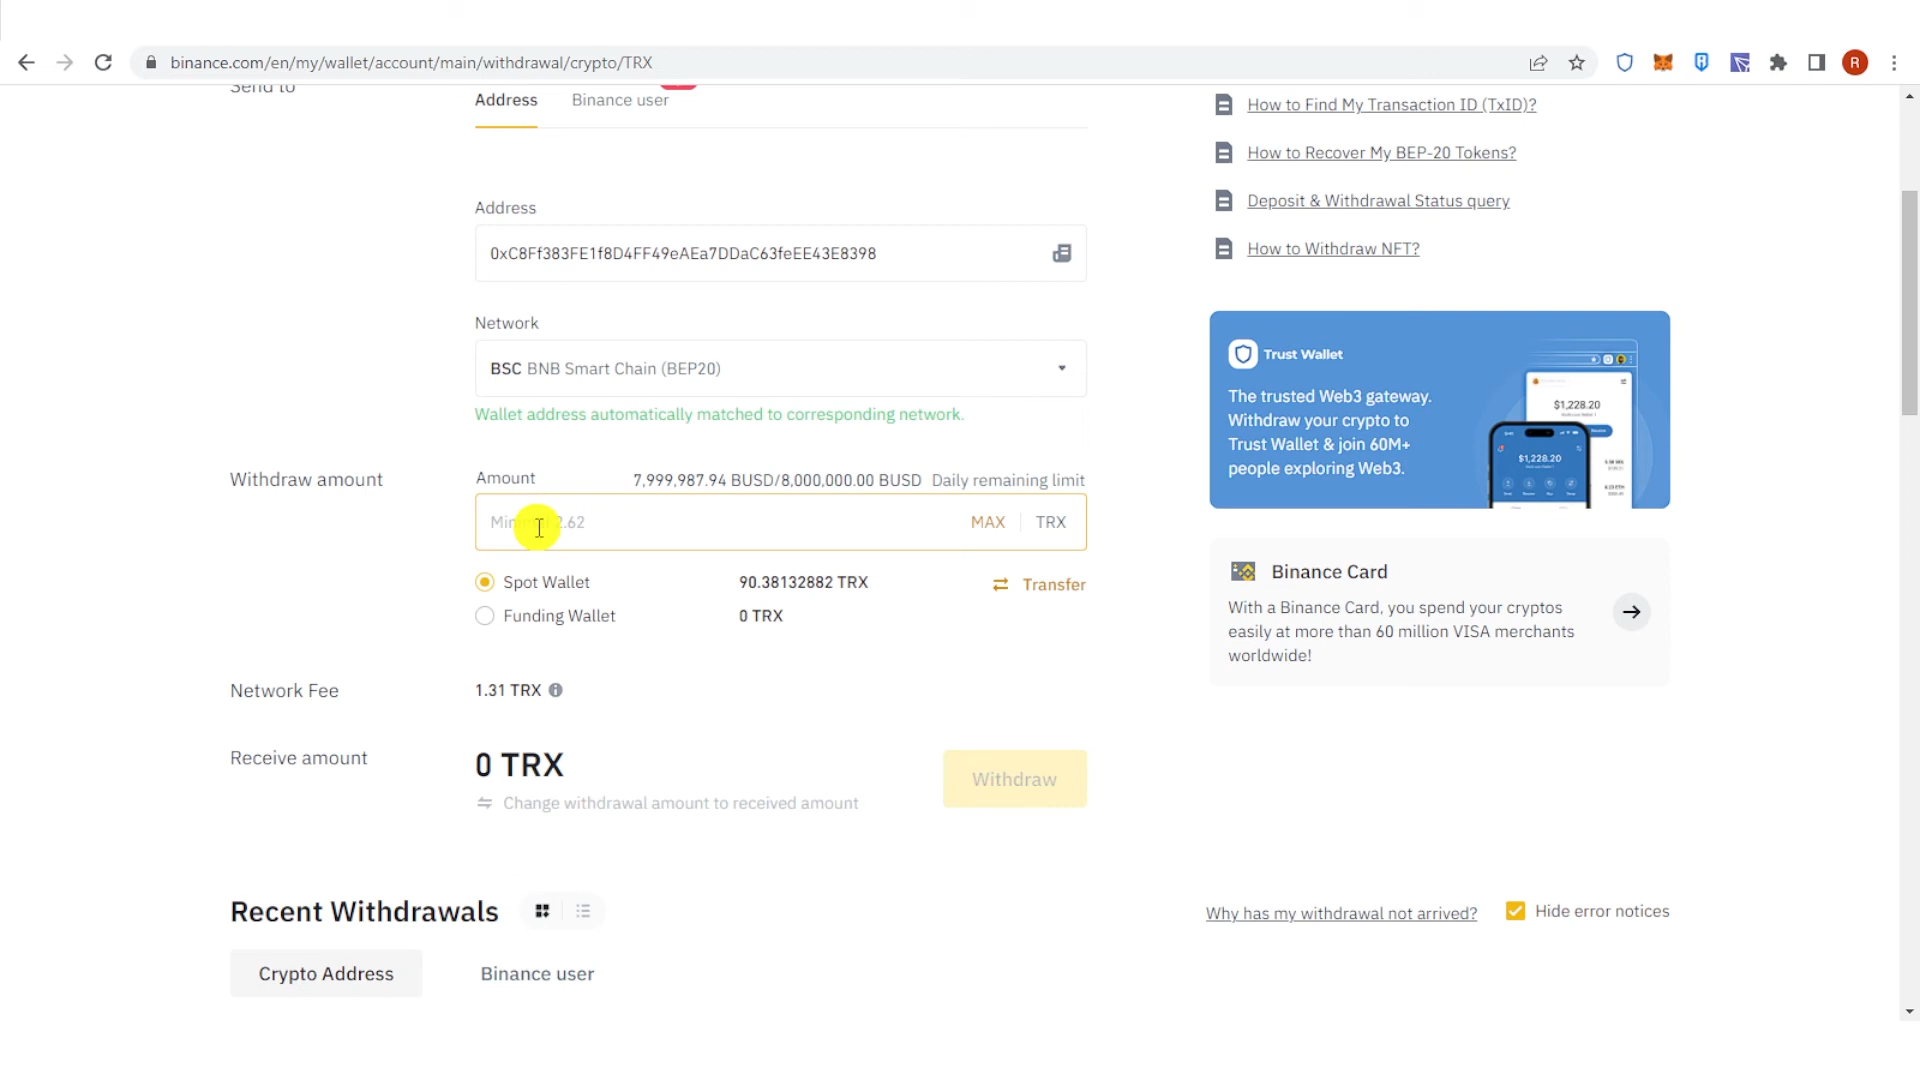 binance.com/en/my/wallet/account/main/withdrawal/crypto/TRX
R
Send to
Address
Binance user
How to Find My Transaction ID (TxID)?
How to Recover My BEP-20 Tokens?
Deposit & Withdrawal Status query
How to Withdraw NFT?
Address
0xC8Ff383FE1f8D4FF49eAEa7DDaC63feEE43E8398
Network
BSC BNB Smart Chain (BEP20)
Wallet address automatically matched to corresponding network.
Trust Wallet
The trusted Web3 gateway.
Withdraw your crypto to
Trust Wallet & join 60M+
people exploring Web3.
$1,228.20
$1,228.20
Withdraw amount
Amount
7,999,987.94 BUSD/8,000,000.00 BUSD Daily remaining limit
2.62
MAX
TRX
Spot Wallet
90.38132882 TRX
Transfer
Funding Wallet
0 TRX
Binance Card
With a Binance Card, you spend your cryptos
easily at more than 60 million VISA merchants
worldwide!
Network Fee
1.31 TRX
Receive amount
0 TRX
Change withdrawal amount to received amount
Withdraw
Recent Withdrawals
Why has my withdrawal not arrived?
Hide error notices
Crypto Address
Binance user